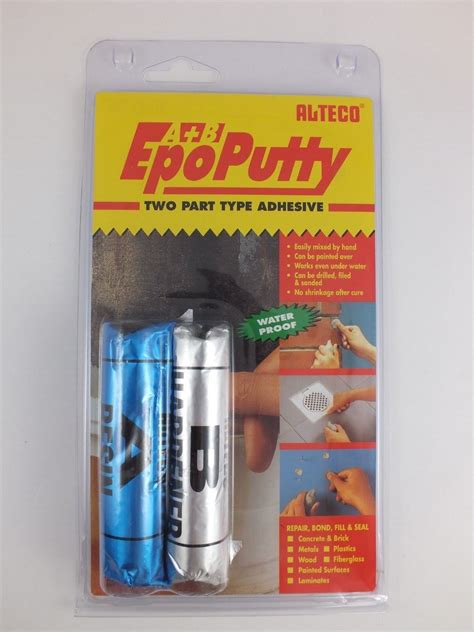 ALTECO®
A+B
EpoPutty
TWO PART TYPE ADHESIVE
• Easily mixed by hand
• Can be painted over
• Works even under water
• Can be drilled, filed
& sanded
• No shrinkage after cure
WATER
PROOF
A
RESIN
B
HARDENER
REPAIR, BOND, FILL & SEAL
■ Concrete & Brick
■ Metals ■ Plastics
■ Wood ■ Fiberglass
■ Painted Surfaces
■ Laminates